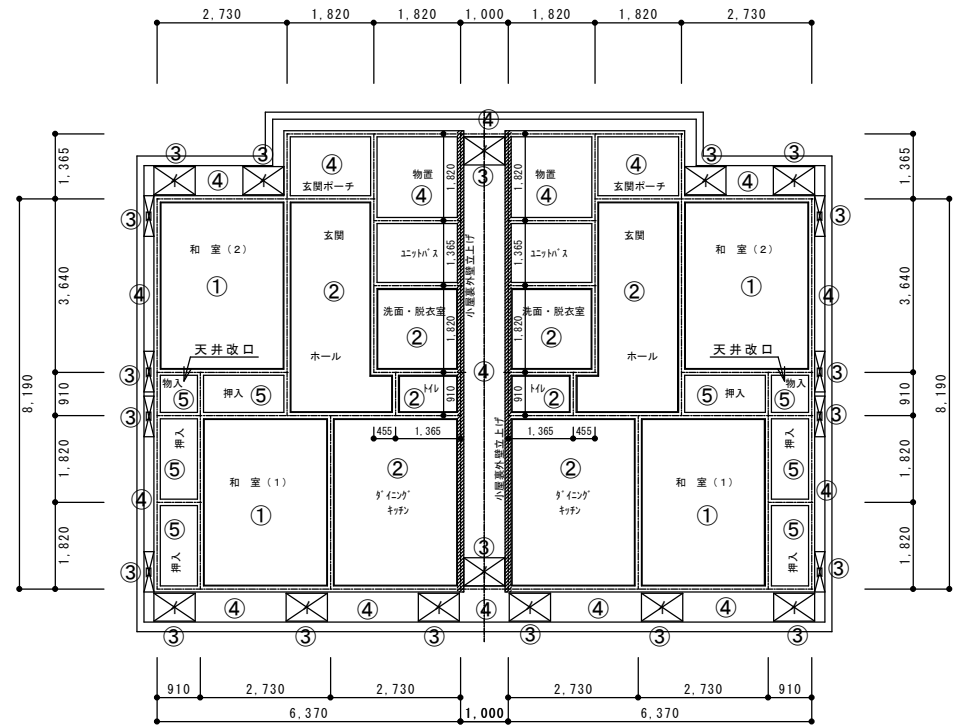 2,730 1,820 1,820 1,000 1,820 1,820 2,730
④
③ ③ ③ ③
④ ④ ③ ④ ④
1,365 玄関ポーチ 物置 1,820 1,820 物置 玄関ポーチ 1,365
④ ④
③ ③
和 室 (2) 玄関 玄関 和 室 (2)
ユニットバス 1,365 1,365 ユニットバス
① ② ② ①
3,640 3,640
④ ④
小屋裏外壁立上げ
洗面・脱衣室 1,820 1,820 洗面・脱衣室
② ②
天井改口 ホール ホール 天井改口
③ ④ ③
8,190 910 物入 ⑤ 押入 ⑤ ② トイレ 910 910 トイレ ② ⑤ 押入 物入 ⑤ 910 8,190
③ ③
455 1,365 1,365 455
押入 押入
小屋裏外壁立上げ
1,820 ⑤ ② ② ⑤ 1,820
和 室 (1) 和 室 (1)
④ ダイニング ダイニング ④
キッチン キッチン
① ①
⑤ ⑤
1,820 押入 押入 1,820
③ ③ ③
④ ④ ④ ④ ④
③ ③ ③ ③ ③ ③
910 2,730 2,730 2,730 2,730 910
6,370 1,000 6,370